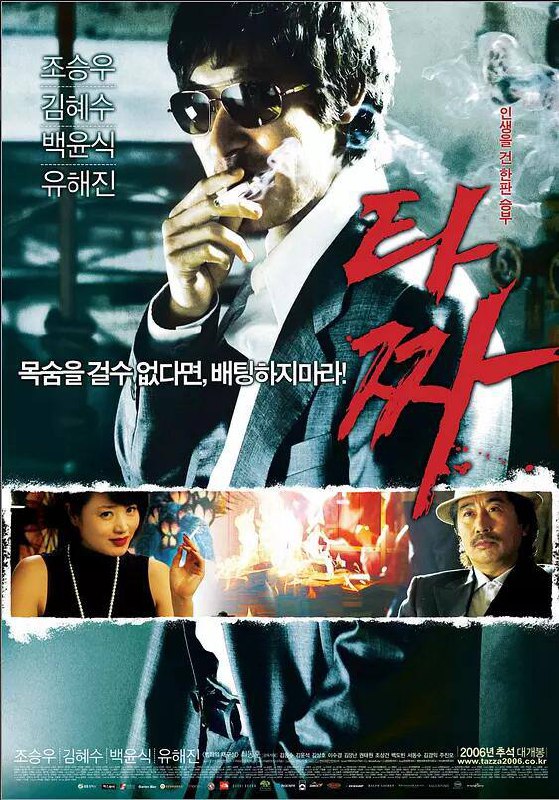 조승우
김혜수
백윤식
유해진
인생을 건 한판 승부
타짜
목숨을 걸수 없다면, 배팅하지마라!
조승우 김혜수 백윤식 유해진
2006년 추석 대개봉
www.tazza2006.co.kr